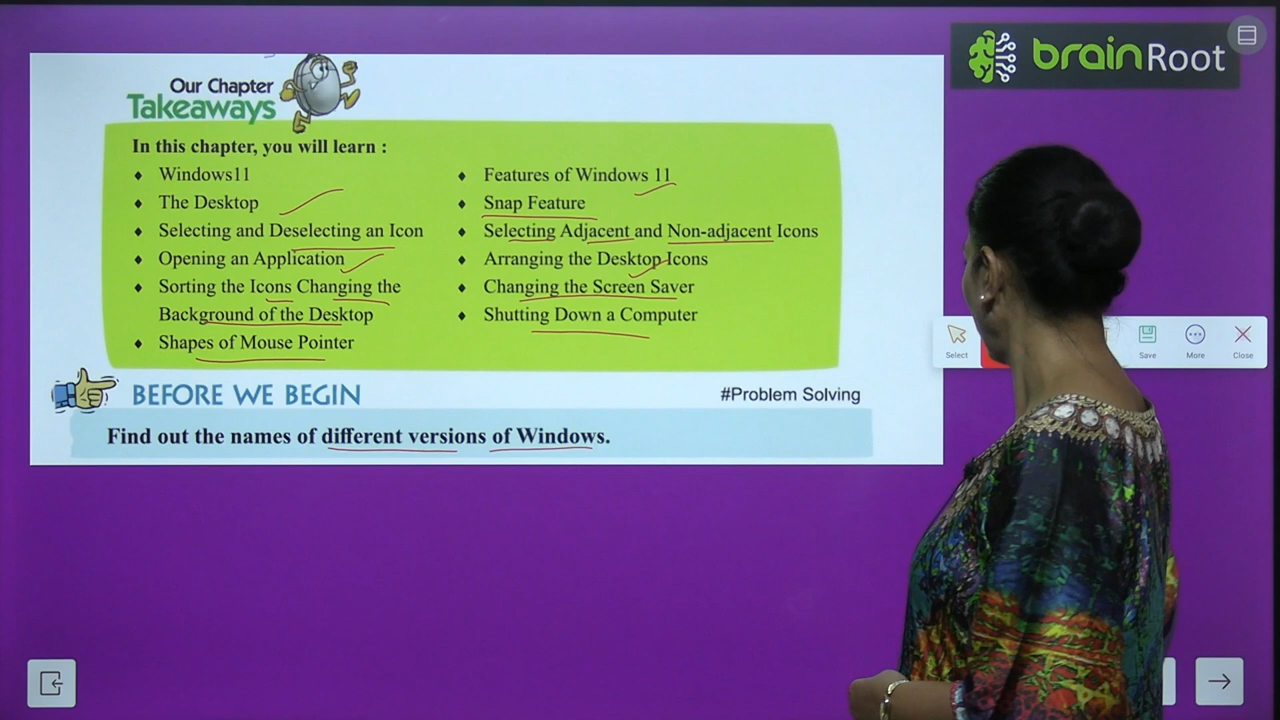 brainRoot
Our Chapter
Takeaways
In this chapter, you will learn :
♦ Windows11
♦ The Desktop
♦ Selecting and Deselecting an Icon
♦ Opening an Application
♦ Sorting the Icons Changing the
Background of the Desktop
♦ Shapes of Mouse Pointer
♦ Features of Windows 11
♦ Snap Feature
♦ Selecting Adjacent and Non-adjacent Icons
♦ Arranging the Desktop Icons
♦ Changing the Screen Saver
♦ Shutting Down a Computer
BEFORE WE BEGIN
#Problem Solving
Find out the names of different versions of Windows.
Select
Save
More
Close